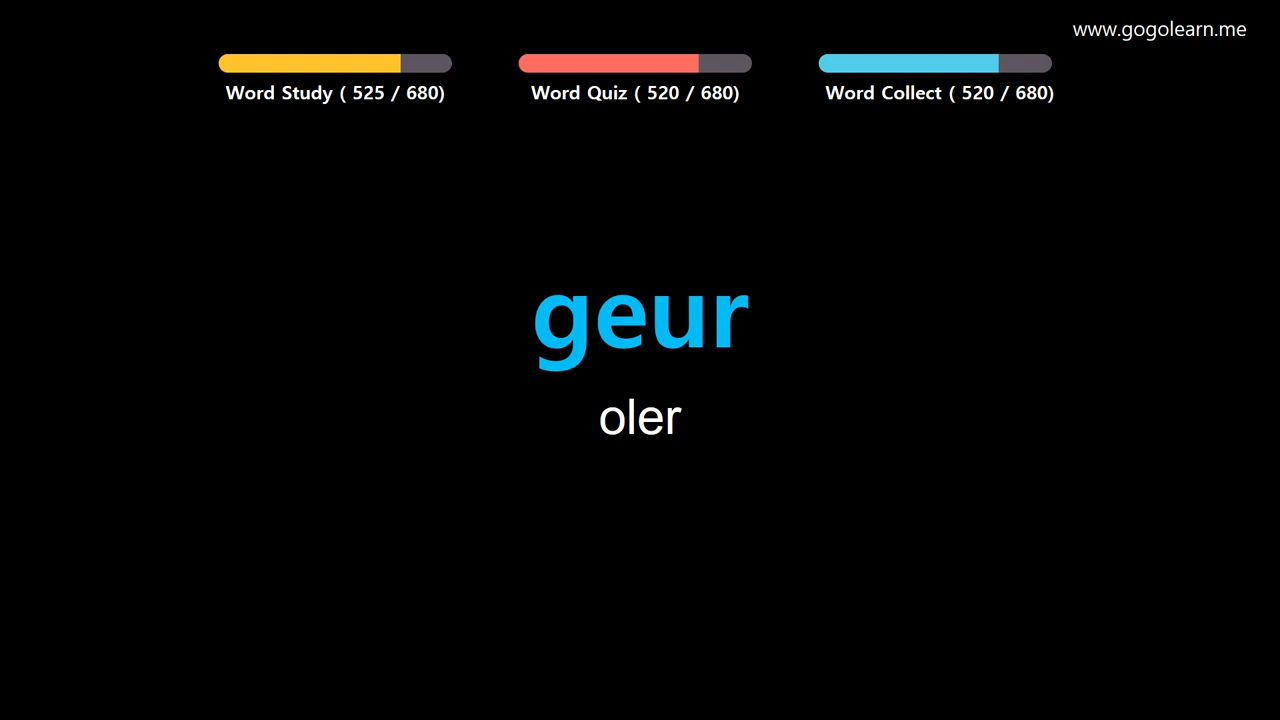 www.gogolearn.me
Word Study ( 525 / 680)
Word Quiz ( 520 / 680)
Word Collect ( 520 / 680)
geur
oler